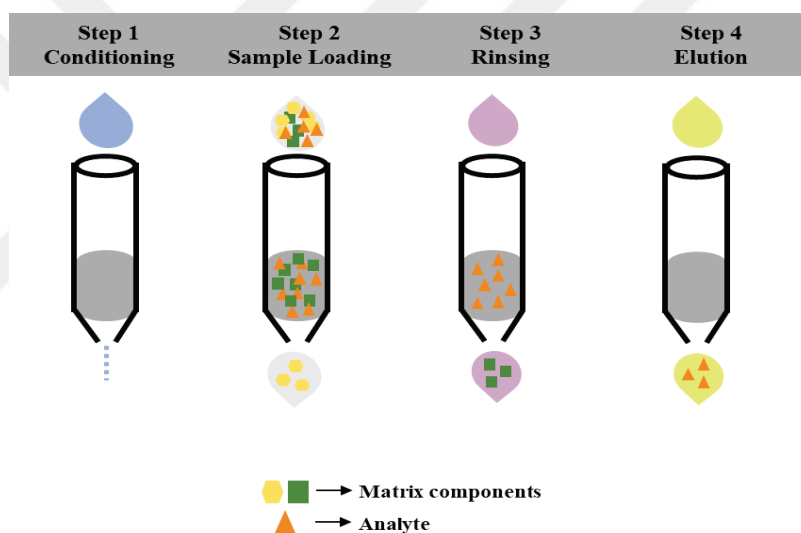 Step 1
Conditioning
Step 2
Sample Loading
Step 3
Rinsing
Step 4
Elution
Matrix components
Analyte